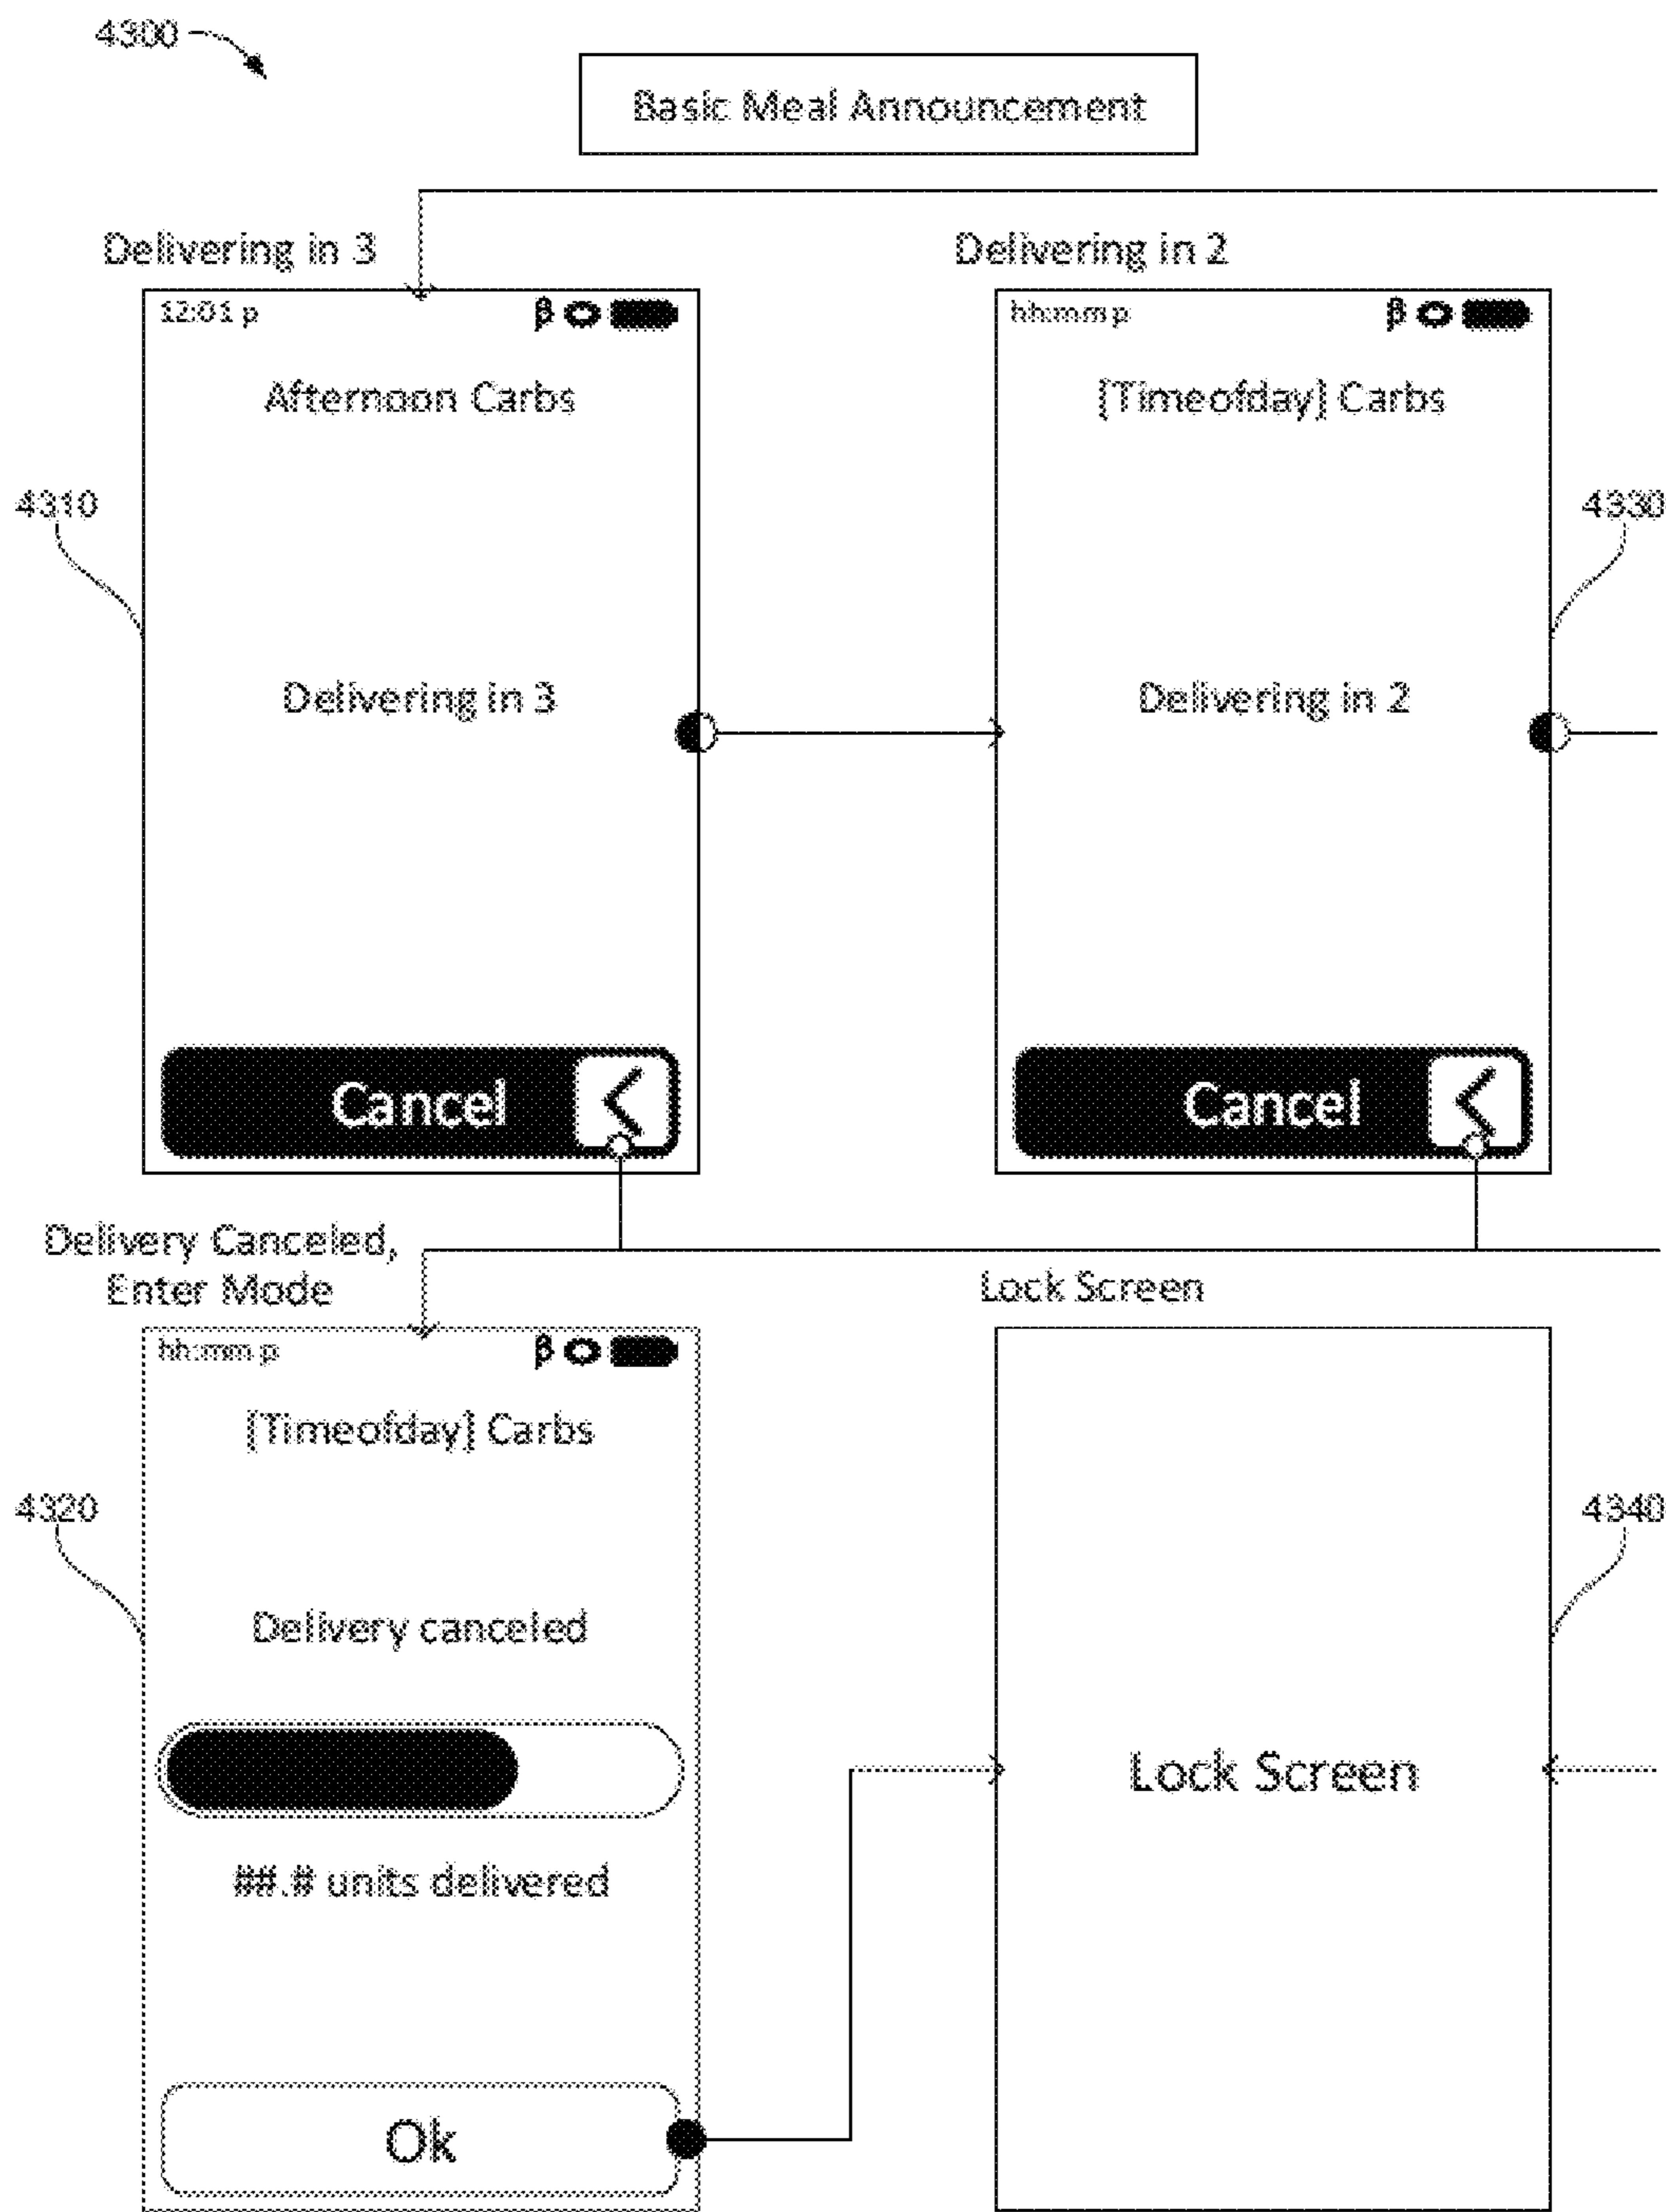 4300
Basic Meal Announcement
Delivering in 3
Delivering in 2
12:01 p
β
hh:mm p
β
Afternoon Carbs
[Timeofday] Carbs
4310
4330
Delivering in 3
Delivering in 2
Cancel
Cancel
Delivery Canceled,
Enter Mode
Lock Screen
hh:mm p
β
[Timeofday] Carbs
4320
4340
Delivery canceled
Lock Screen
##.# units delivered
Ok